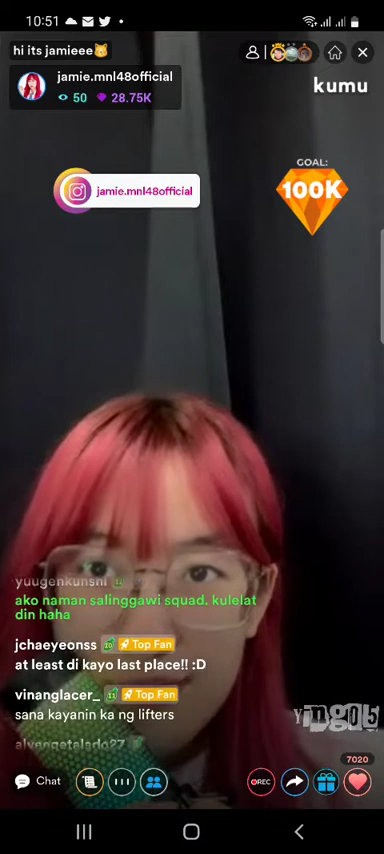 10:51
hi its jamieee
jamie.mnl48official
50 28.75K
kumu
jamie.mnl48official
GOAL:
100K
yuugenkunshi
ako naman salinggawi squad. kulelat
din haha
jchaeyeonss Top Fan
at least di kayo last place!! :D
vinanglacer_ Top Fan
sana kayanin ka ng lifters
Ying05
7020
Chat
REC